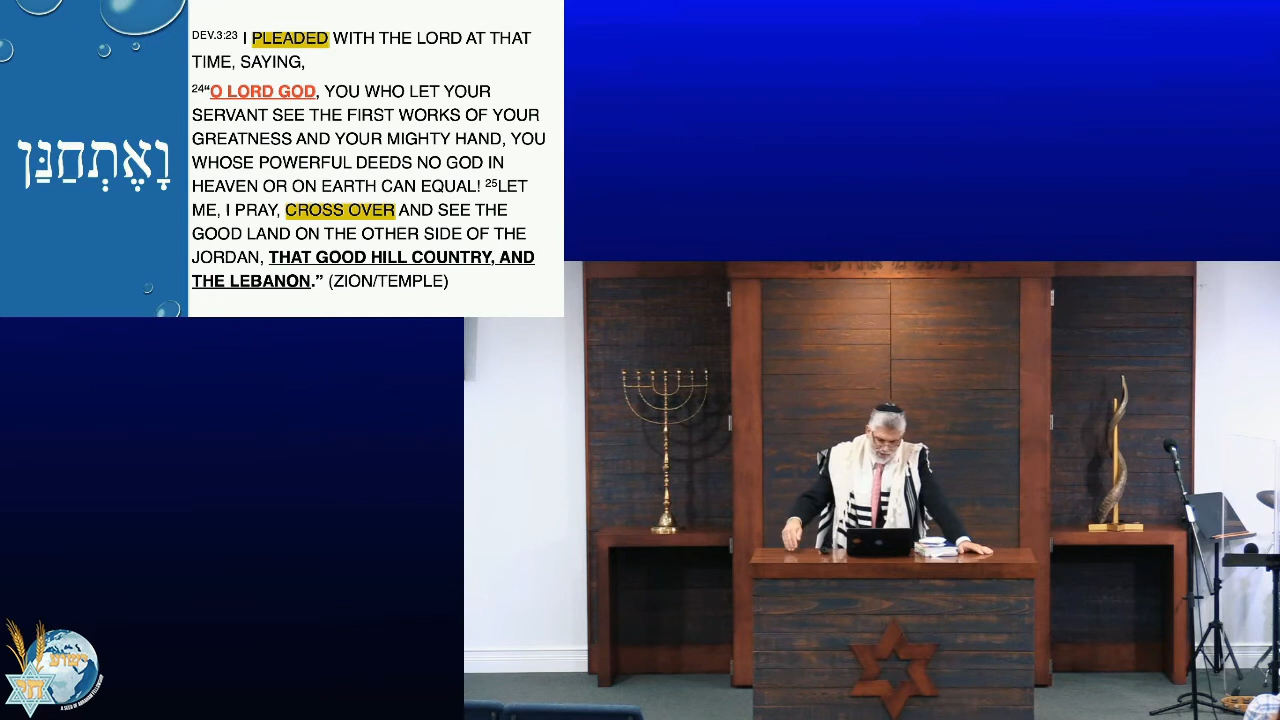 DEV.3:23 I PLEADED WITH THE LORD AT THAT
TIME, SAYING,
24“O LORD GOD, YOU WHO LET YOUR
SERVANT SEE THE FIRST WORKS OF YOUR
GREATNESS AND YOUR MIGHTY HAND, YOU
WHOSE POWERFUL DEEDS NO GOD IN
HEAVEN OR ON EARTH CAN EQUAL! 25LET
ME, I PRAY, CROSS OVER AND SEE THE
GOOD LAND ON THE OTHER SIDE OF THE
JORDAN, THAT GOOD HILL COUNTRY, AND
THE LEBANON.” (ZION/TEMPLE)
וָאֶתְחַנַּן
ישוע
חי